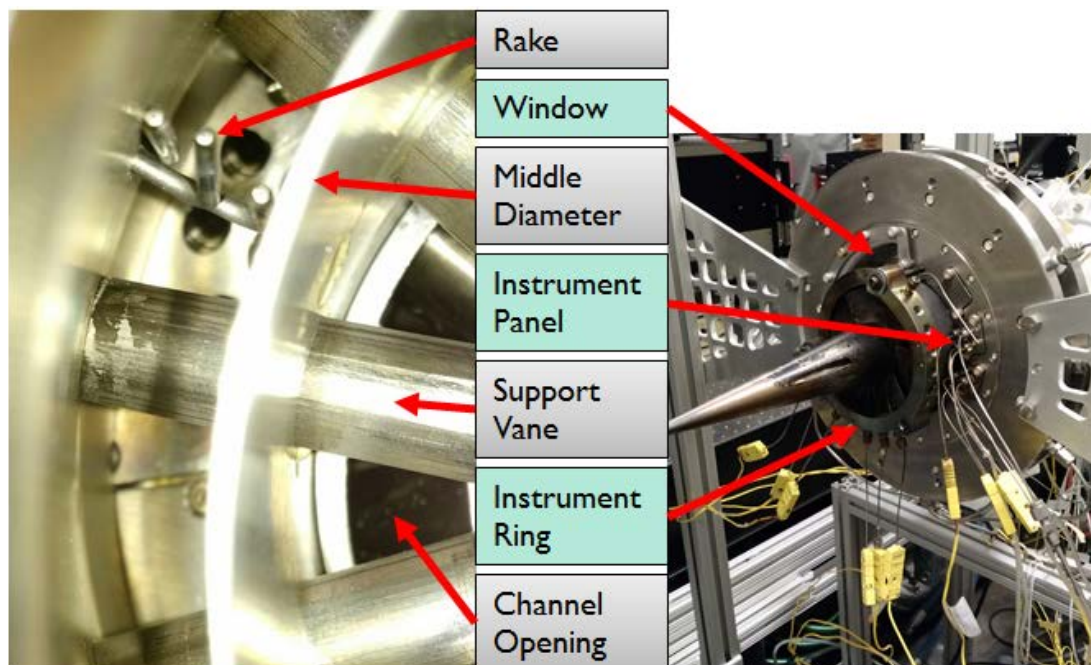 Rake
Window
Middle
Diameter
Instrument
Panel
Support
Vane
Instrument
Ring
Channel
Opening